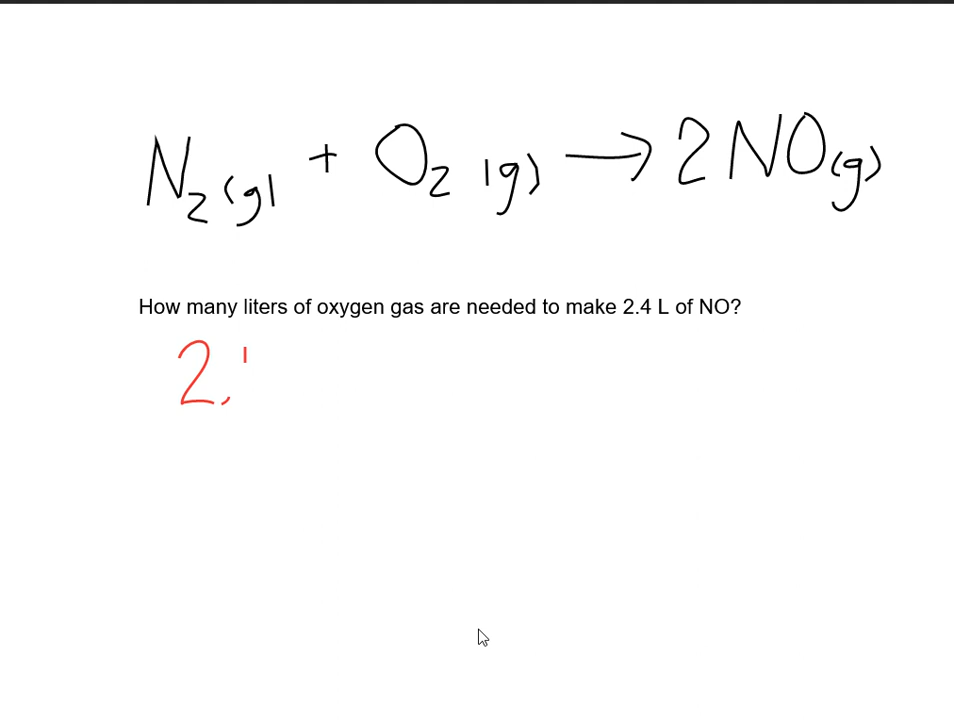 N₂(g) + O₂(g) → 2NO(g)
How many liters of oxygen gas are needed to make 2.4 L of NO?
2.